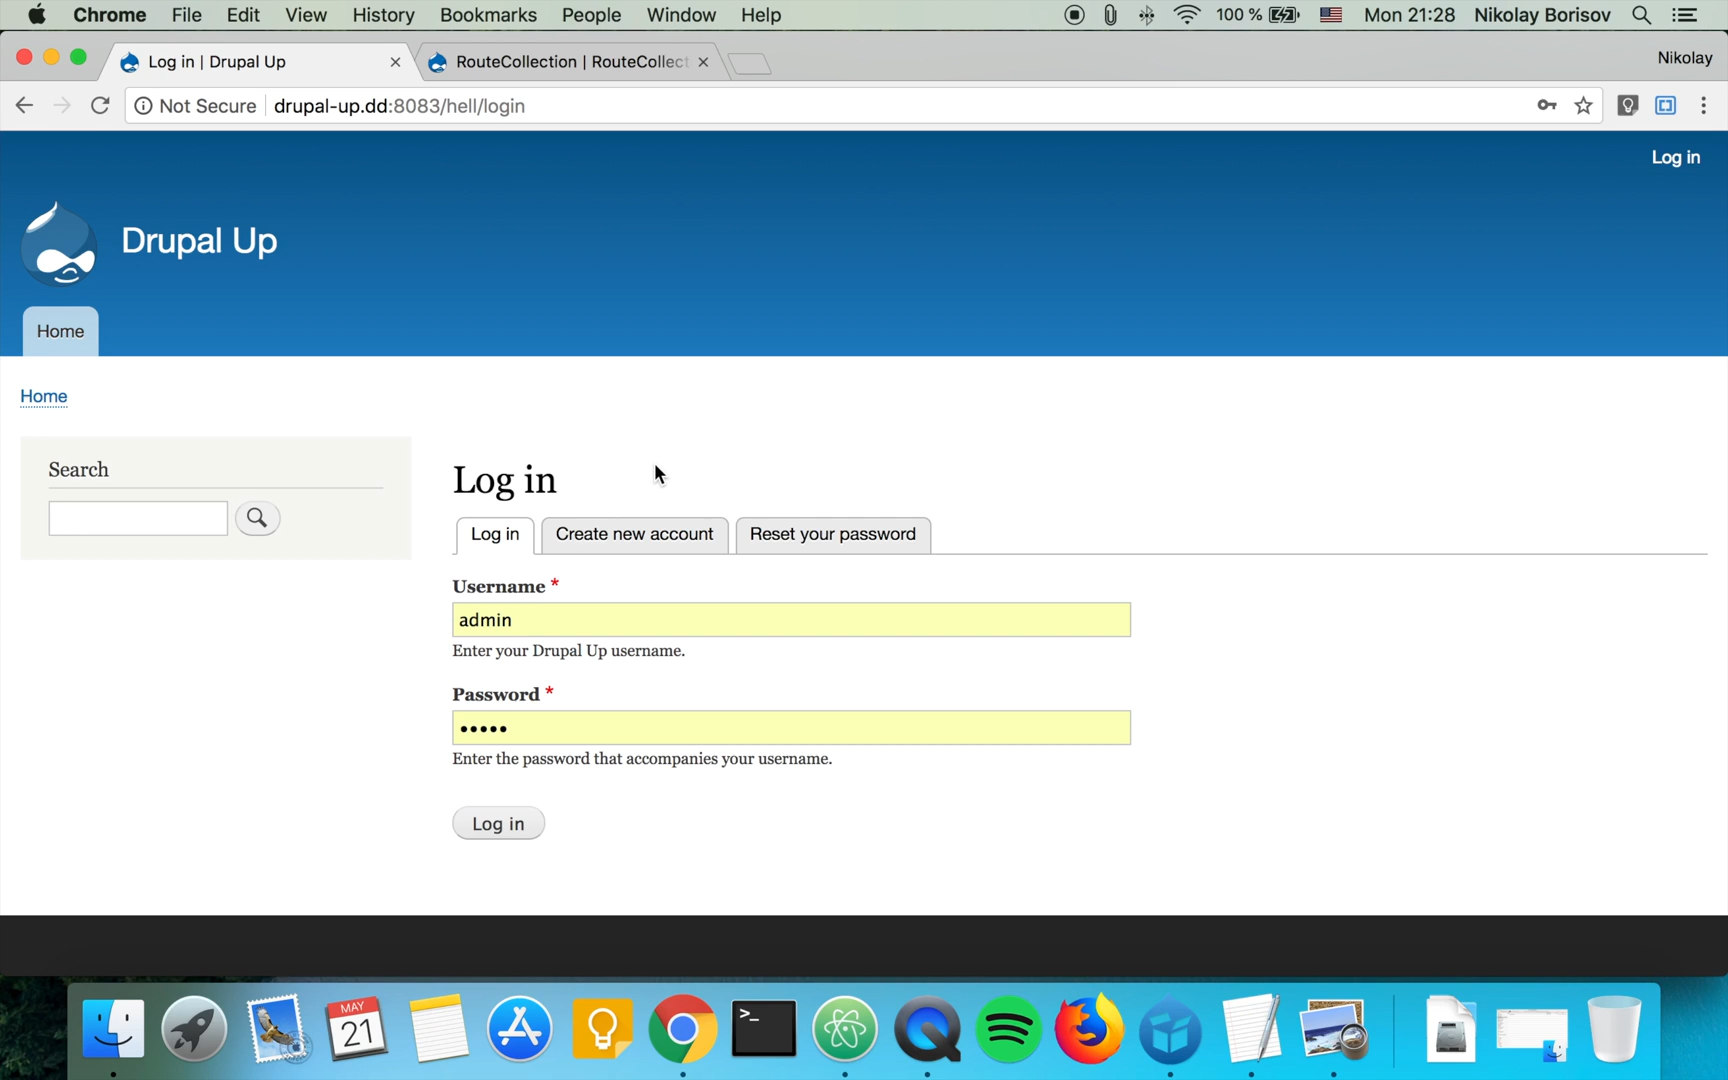 Chrome File Edit View History Bookmarks People Window Help 100 % Mon 21:28 Nikolay Borisov
Log in | Drupal Up
RouteCollection | RouteCollect
Nikolay
Not Secure drupal-up.dd:8083/hell/login
Log in
Drupal Up
Home
Home
Search
Log in
Log in
Create new account
Reset your password
Username *
admin
Enter your Drupal Up username.
Password *
•••••
Enter the password that accompanies your username.
Log in
MAY
21
>_